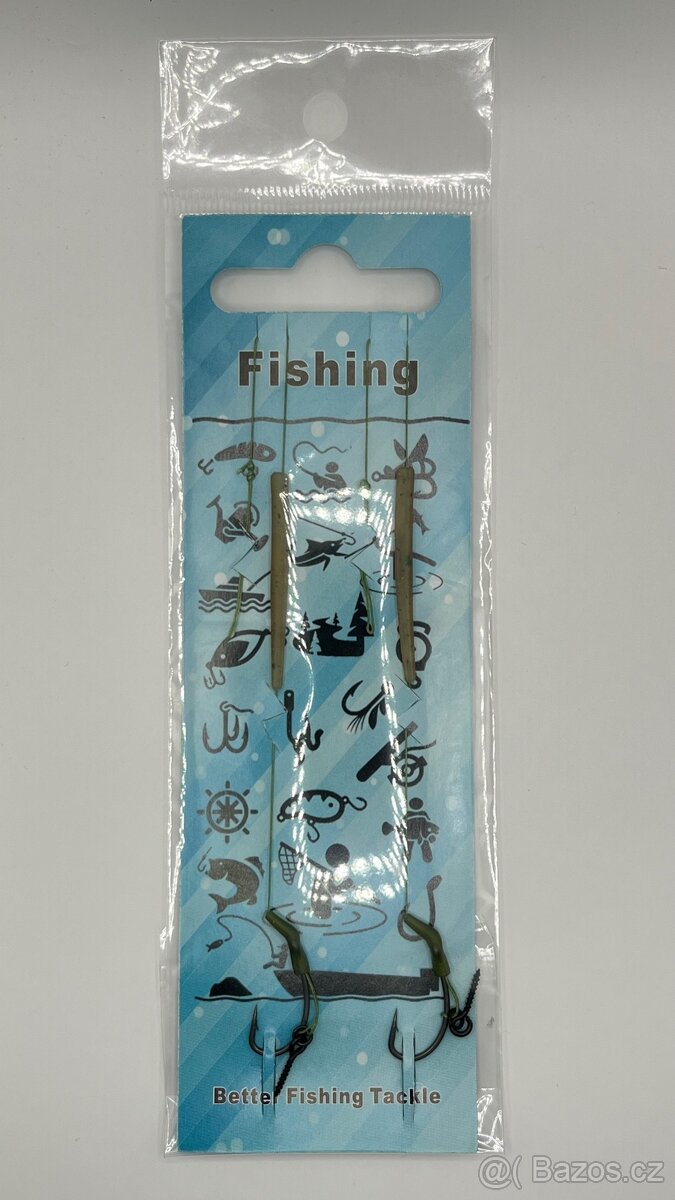 Fishing
Better Fishing Tackle
@( Bazos.cz